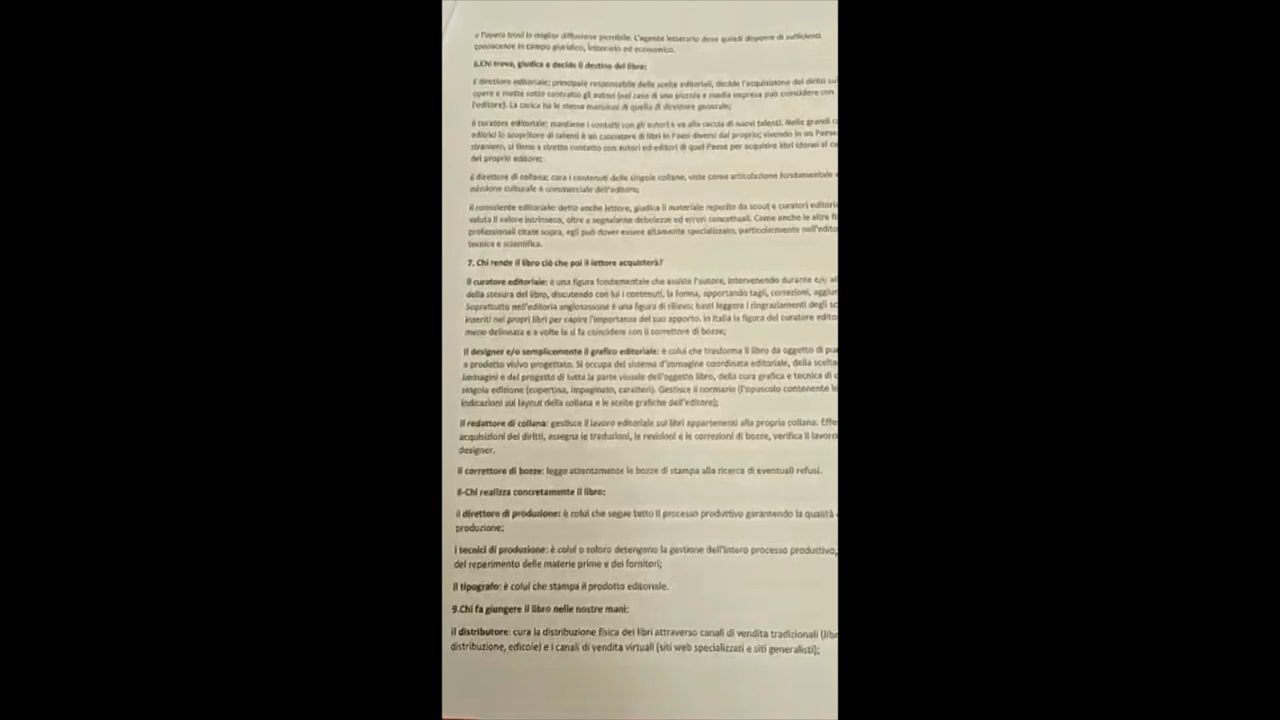 e l'opera trovi la miglior diffusione possibile. L'agente letterario deve quindi disporre di sufficienti
conoscenze in campo giuridico, letterario ed economico.
6.Chi trova, giudica e decide il destino del libro:
il direttore editoriale: principale responsabile delle scelte editoriali, decide l'acquisizione dei diritti su
opere e mette sotto contratto gli autori (nel caso di una piccola e media impresa può coincidere con
l'editore). La carica ha le stesse mansioni di quella di direttore generale;
il curatore editoriale: mantiene i contatti con gli autori e va alla caccia di nuovi talenti. Nelle grandi
editrici lo scopritore di talenti è un cacciatore di libri in Paesi diversi dal proprio; vivendo in un Paese
straniero, si tiene a stretto contatto con autori ed editori di quel Paese per acquisire libri idonei al
del proprio editore;
il direttore di collana: cura i contenuti delle singole collane, viste come articolazione fondamentale
missione culturale e commerciale dell'editore;
il consulente editoriale: detto anche lettore, giudica il materiale reperito da scout e curatori editoria
valuta il valore intrinseco, oltre a segnalarne debolezze ed errori concettuali. Come anche le altre fi
professionali citate sopra, egli può dover essere altamente specializzato, particolarmente nell'edito
tecnica e scientifica.
7. Chi rende il libro ciò che poi il lettore acquisterà?
Il curatore editoriale: è una figura fondamentale che assista l'autore, intervenendo durante e/o al
della stesura del libro, discutendo con lui i contenuti, la forma, apportando tagli, correzioni, aggiun
Soprattutto nell'editoria anglosassone è una figura di rilievo: basti leggere i ringraziamenti degli sc
inseriti nei propri libri per capire l'importanza del suo apporto. In Italia la figura del curatore edito
meno delineata e a volte la si fa coincidere con il correttore di bozze;
Il designer e/o semplicemente il grafico editoriale: è colui che trasforma il libro da oggetto di pu
a prodotto visivo progettato. Si occupa del sistema d'immagine coordinata editoriale, della scelta
immagini e del progetto di tutta la parte visuale dell'oggetto libro, della cura grafica e tecnica di
singola edizione (copertina, impaginato, caratteri). Gestisce il normario (l'opuscolo contenente le
indicazioni sul layout della collana e le scelte grafiche dell'editore);
Il redattore di collana: gestisce il lavoro editoriale sui libri appartenenti alla propria collana. Effe
acquisizioni dei diritti, assegna le traduzioni, le revisioni e le correzioni di bozze, verifica il lavoro
designer.
Il correttore di bozze: legge attentamente le bozze di stampa alla ricerca di eventuali refusi.
8-Chi realizza concretamente il libro:
il direttore di produzione: è colui che segue tutto il processo produttivo garantendo la qualità
produzione;
i tecnici di produzione: è colui o coloro detengono la gestione dell'intero processo produttivo,
del reperimento delle materie prime e dei fornitori;
Il tipografo: è colui che stampa il prodotto editoriale.
9.Chi fa giungere il libro nelle nostre mani:
il distributore: cura la distribuzione fisica dei libri attraverso canali di vendita tradizionali (libe
distribuzione, edicole) e i canali di vendita virtuali (siti web specializzati e siti generalisti);